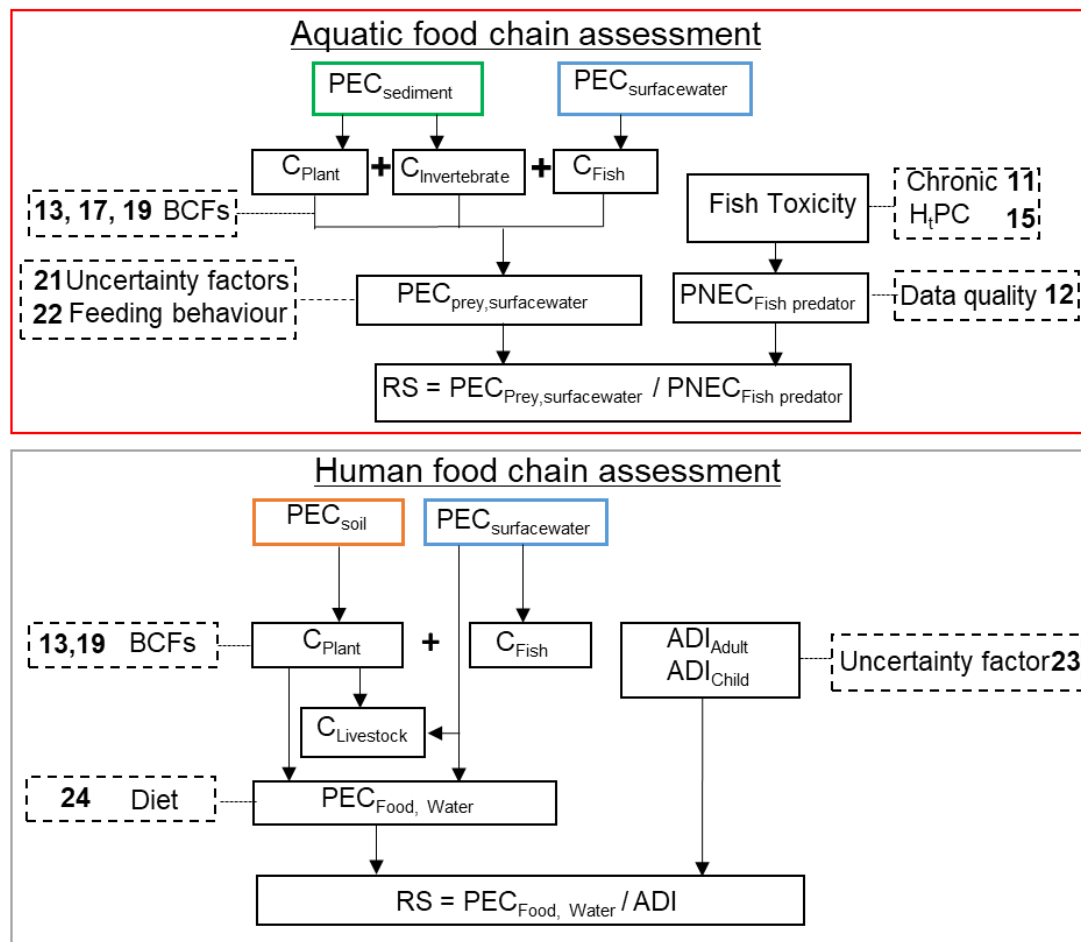 Aquatic food chain assessment
PECsediment
PECsurfacewater
CPlant + CInvertebrate + CFish
13, 17, 19 BCFs
Fish Toxicity
Chronic 11
HtPC 15
21 Uncertainty factors
22 Feeding behaviour
PECprey,surfacewater
PNECFish predator
Data quality 12
RS = PECPrey,surfacewater / PNECFish predator
Human food chain assessment
PECsoil
PECsurfacewater
13,19 BCFs
CPlant + CFish
ADIAdult
ADIChild
Uncertainty factor 23
CLivestock
24 Diet
PECFood, Water
RS = PECFood, Water / ADI